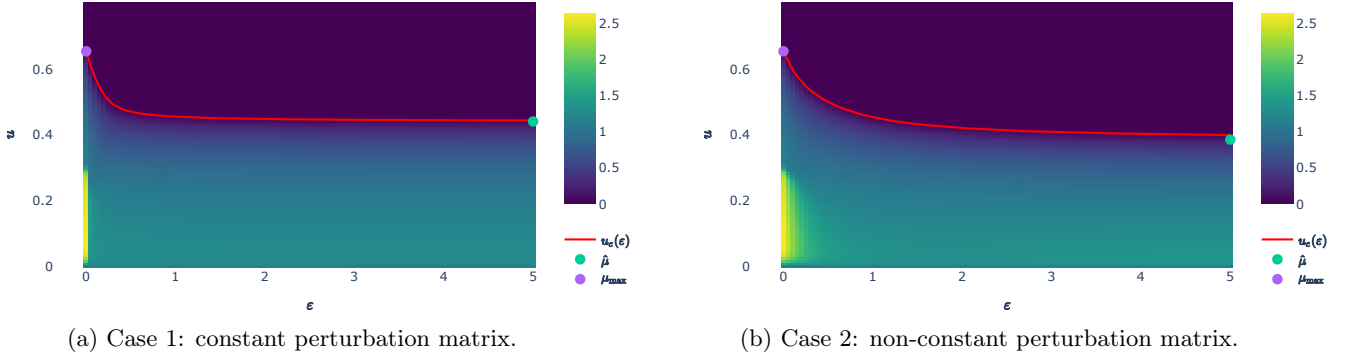 0.6
0.4
0.2
0
u
0 1 2 3 4 5
ε
2.5
2
1.5
1
0.5
0
u_c(ε)
μ̂
μ_max
(a) Case 1: constant perturbation matrix.
0.6
0.4
0.2
0
u
0 1 2 3 4 5
ε
2.5
2
1.5
1
0.5
0
u_c(ε)
μ̂
μ_max
(b) Case 2: non-constant perturbation matrix.